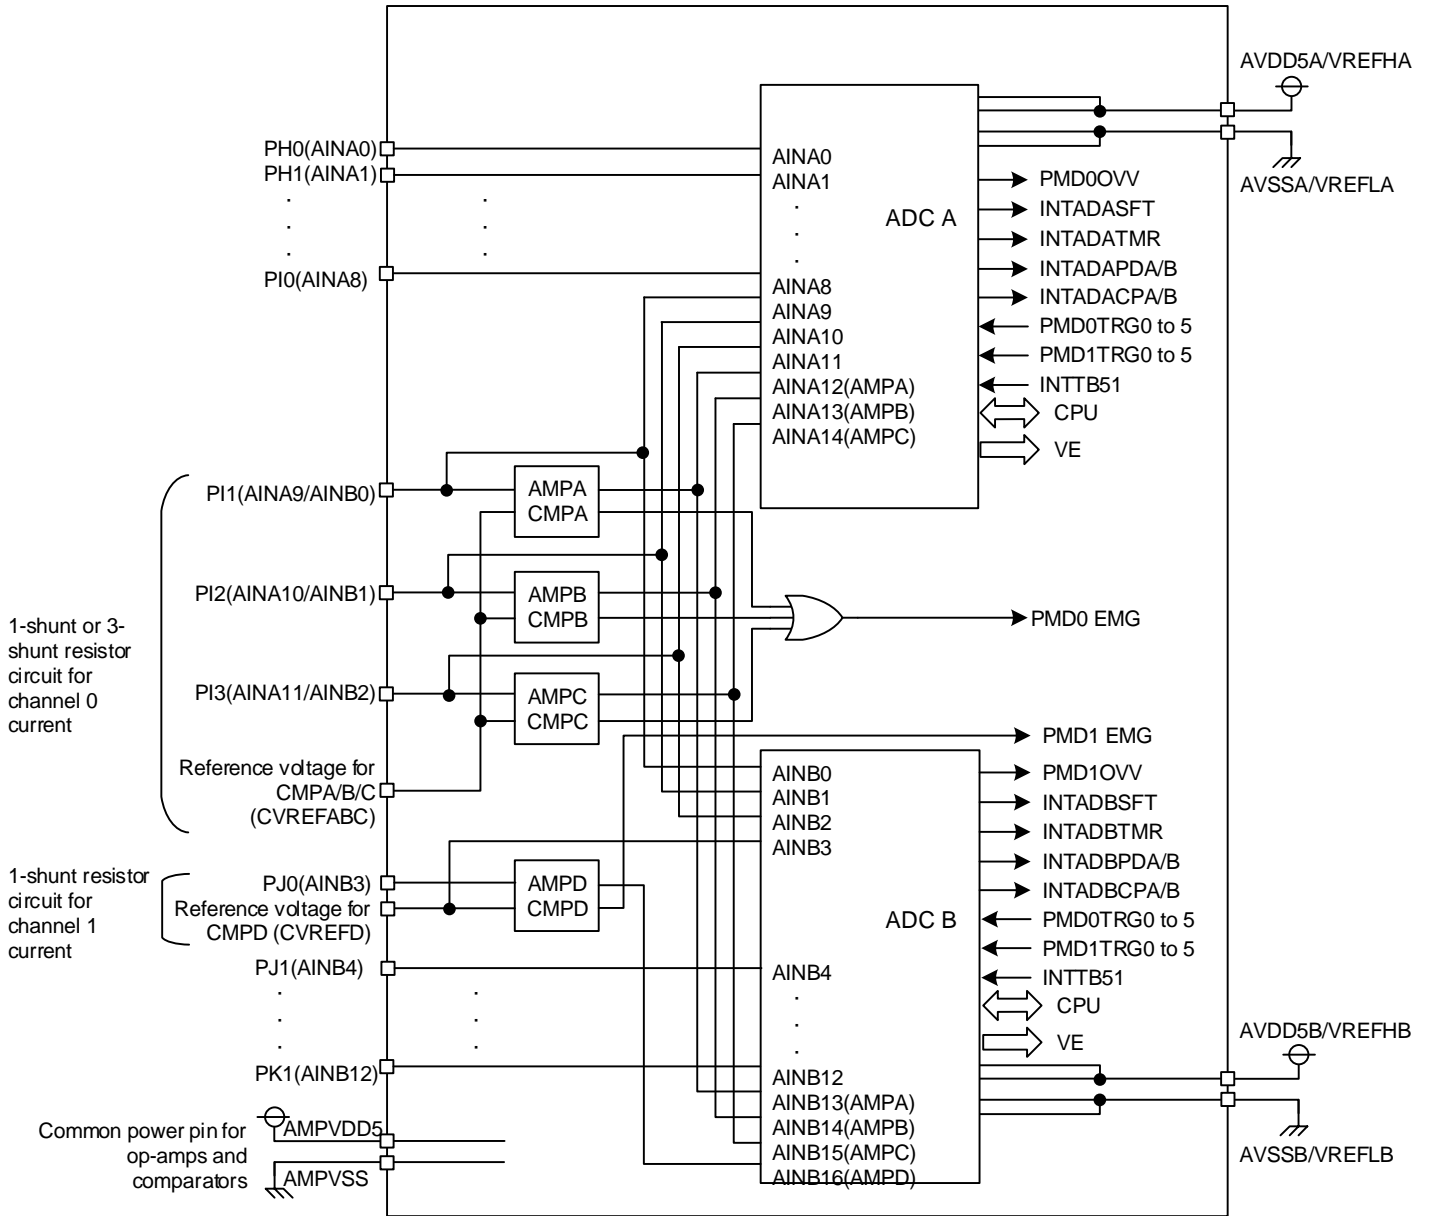 AVDD5A/VREFHA
AVSSA/VREFLA
PH0(AINA0)
PH1(AINA1)
PI0(AINA8)
AINA0
AINA1
ADC A
AINA8
AINA9
AINA10
AINA11
AINA12(AMPA)
AINA13(AMPB)
AINA14(AMPC)
PMD0OVV
INTADASFT
INTADATMR
INTADAPDA/B
INTADACPA/B
PMD0TRG0 to 5
PMD1TRG0 to 5
INTTB51
CPU
VE
1-shunt or 3-
shunt resistor
circuit for
channel 0
current
PI1(AINA9/AINB0)
AMPA
CMPA
PI2(AINA10/AINB1)
AMPB
CMPB
PI3(AINA11/AINB2)
AMPC
CMPC
Reference voltage for
CMPA/B/C
(CVREFABC)
PMD0 EMG
PMD1 EMG
1-shunt resistor
circuit for
channel 1
current
PJ0(AINB3)
Reference voltage for
CMPD (CVREFD)
AMPD
CMPD
PJ1(AINB4)
PK1(AINB12)
AINB0
AINB1
AINB2
AINB3
ADC B
AINB4
AINB12
AINB13(AMPA)
AINB14(AMPB)
AINB15(AMPC)
AINB16(AMPD)
PMD1OVV
INTADBSFT
INTADBTMR
INTADBPDA/B
INTADBCPA/B
PMD0TRG0 to 5
PMD1TRG0 to 5
INTTB51
CPU
VE
AVDD5B/VREFHB
AVSSB/VREFLB
Common power pin for
op-amps and
comparators
AMPVDD5
AMPVSS